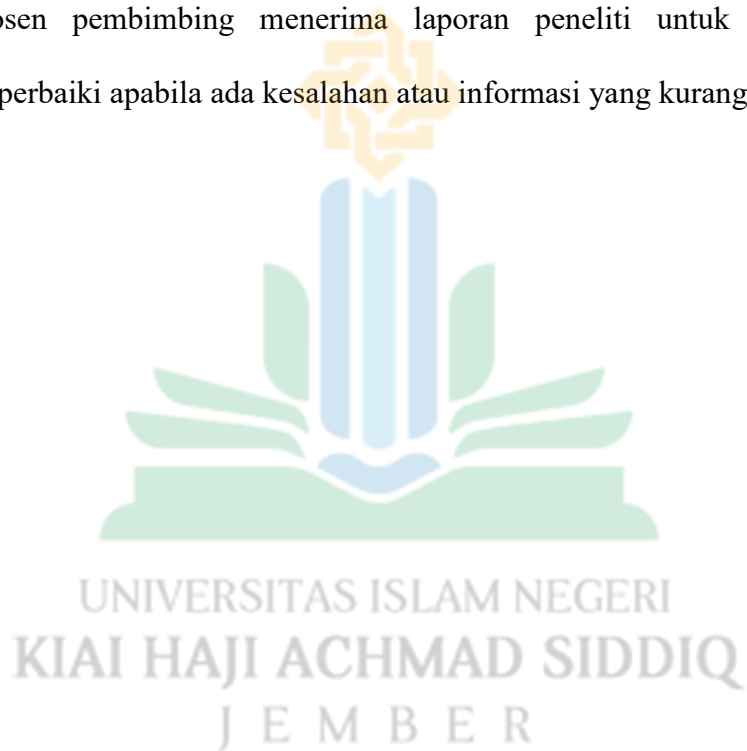 osen pembimbing menerima laporan peneliti untuk
perbaiki apabila ada kesalahan atau informasi yang kurang
UNIVERSITAS ISLAM NEGERI
KIAI HAJI ACHMAD SIDDIQ
JEMBER